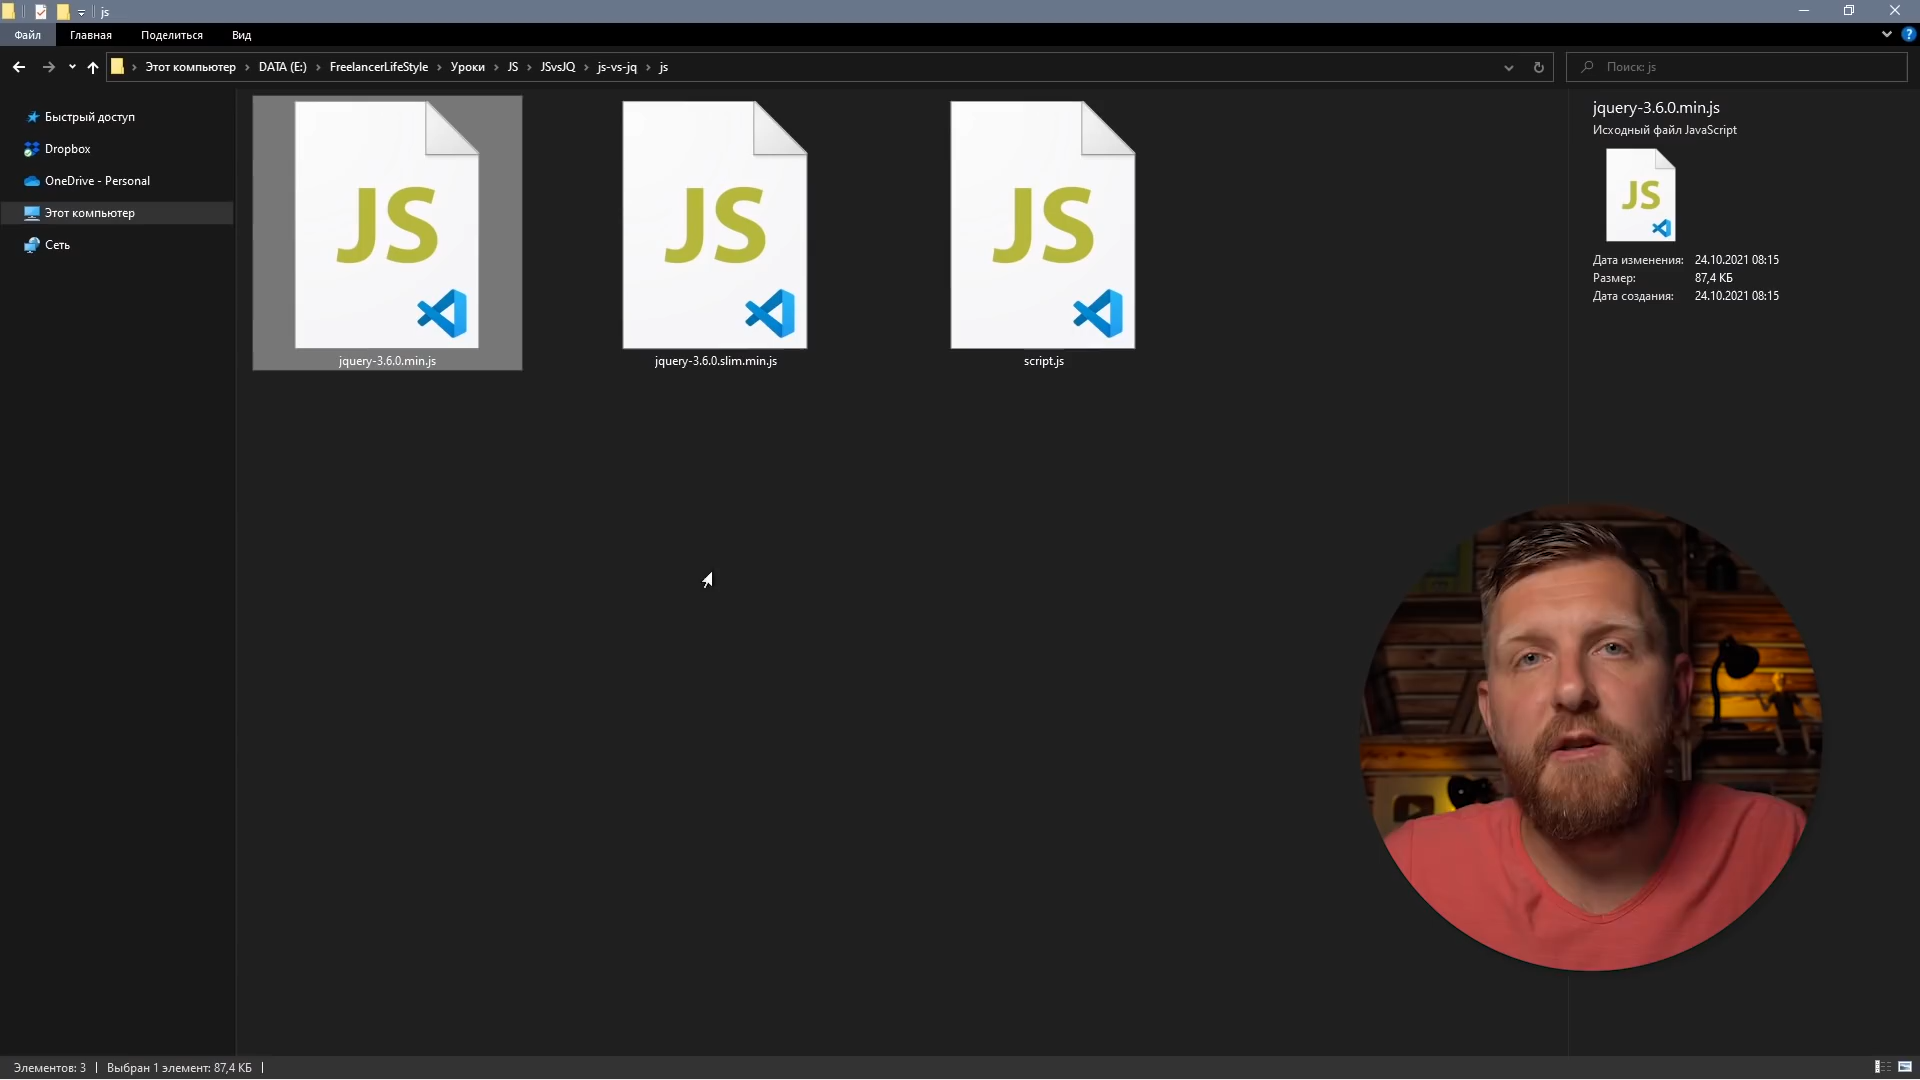 js
Файл
Главная
Поделиться
Вид
?
Этот компьютер
DATA (E:)
FreelancerLifeStyle
Уроки
JS
JSvsJQ
js-vs-jq
js
Поиск: js
Быстрый доступ
Dropbox
OneDrive - Personal
Этот компьютер
Сеть
JS
jquery-3.6.0.min.js
JS
jquery-3.6.0.slim.min.js
JS
script.js
jquery-3.6.0.min.js
Исходный файл JavaScript
JS
Дата изменения: 24.10.2021 08:15
Размер: 87,4 КБ
Дата создания: 24.10.2021 08:15
Элементов: 3
Выбран 1 элемент: 87,4 КБ